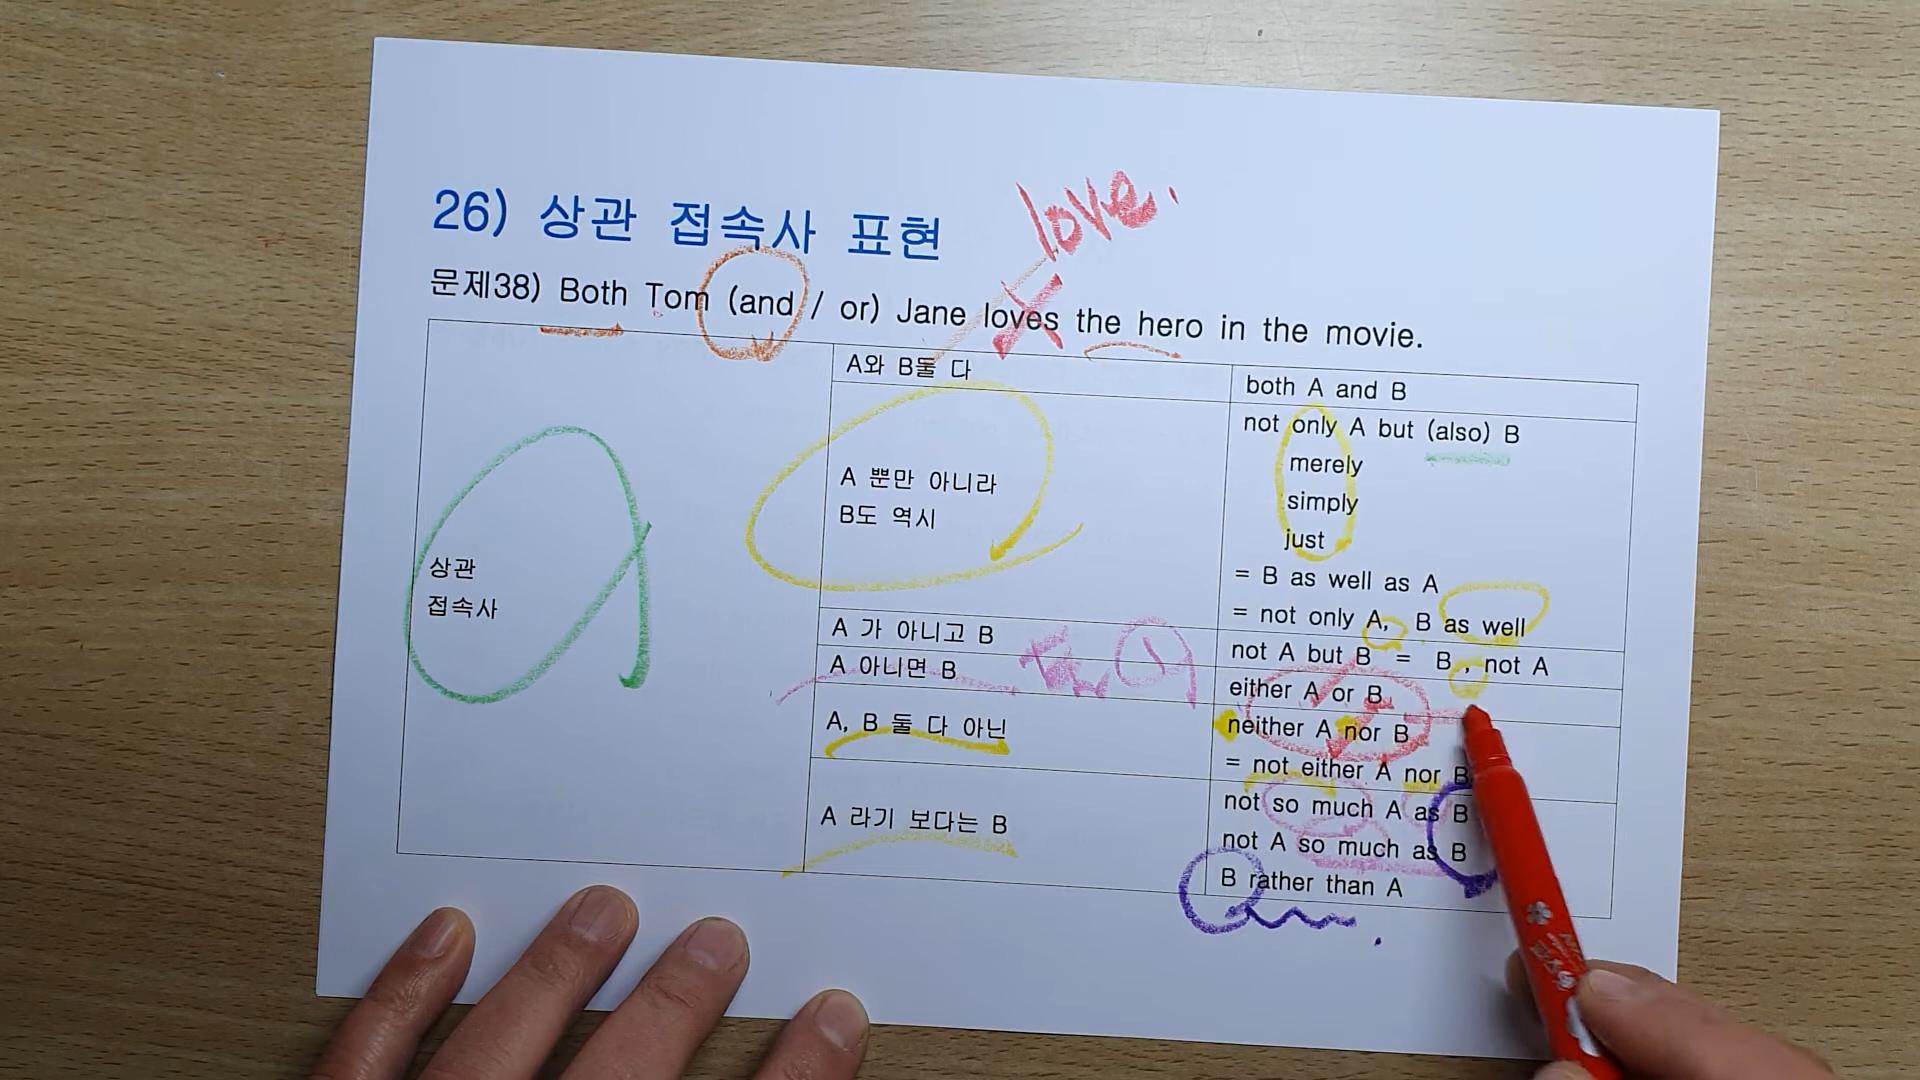 love.
26) 상관 접속사 표현
문제38) Both Tom (and / or) Jane loves the hero in the movie.
A와 B둘 다
both A and B
상관
접속사
A 뿐만 아니라
B도 역시
not only A but (also) B
merely
simply
just
= B as well as A
= not only A, B as well
A 가 아니고 B
not A but B = B , not A
A 아니면 B
either A or B
A, B 둘 다 아닌
neither A nor B
= not either A nor B
A 라기 보다는 B
not so much A as B
not A so much as B
B rather than A